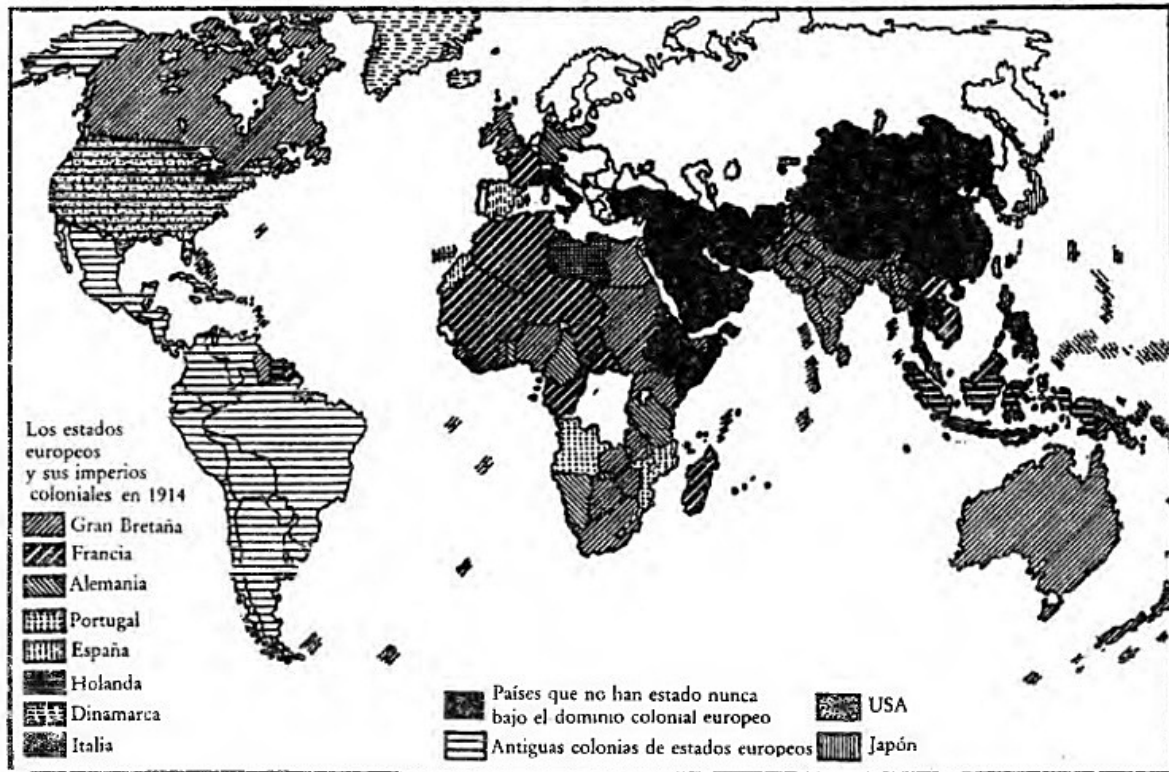 Los estados
europeos
y sus imperios
coloniales en 1914
Gran Bretaña
Francia
Alemania
Portugal
España
Holanda
Dinamarca
Italia
Países que no han estado nunca
bajo el dominio colonial europeo
Antiguas colonias de estados europeos
USA
Japón